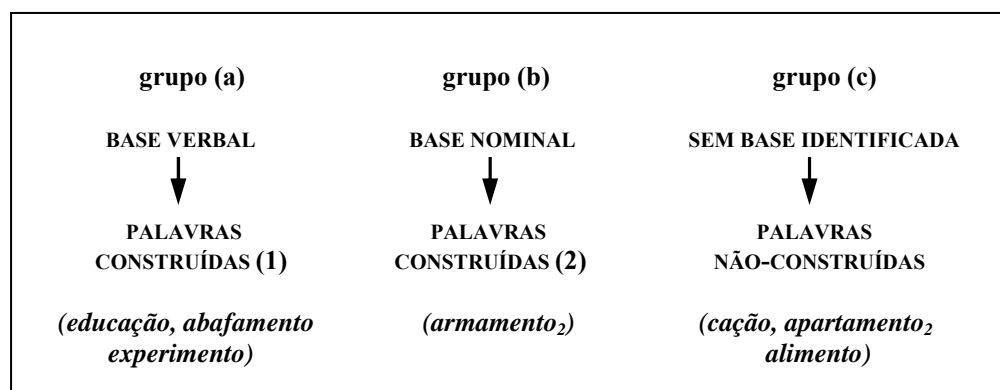 grupo (a)
BASE VERBAL
PALAVRAS
CONSTRUÍDAS (1)
(educação, abafamento
experimento)
grupo (b)
BASE NOMINAL
PALAVRAS
CONSTRUÍDAS (2)
(armamento₂)
grupo (c)
SEM BASE IDENTIFICADA
PALAVRAS
NÃO-CONSTRUÍDAS
(cação, apartamento₂
alimento)